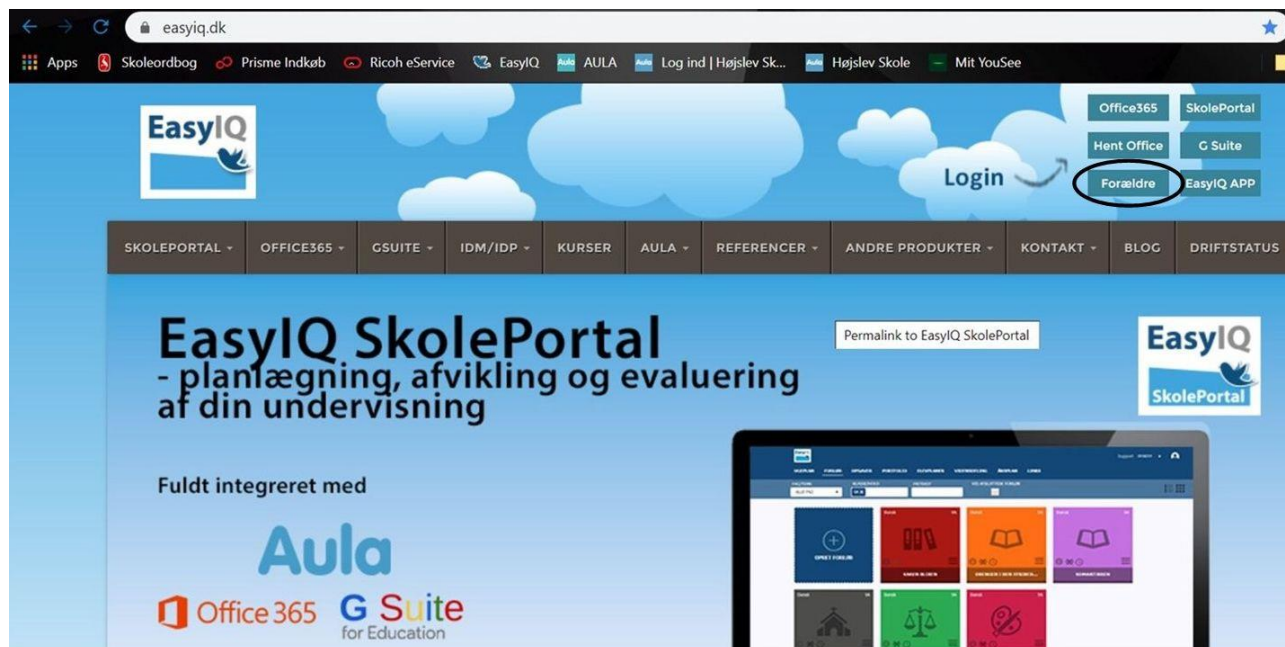 easyiq.dk
Apps Skoleordbog Prisme Indkøb Ricoh eService EasyIQ Aula AULA Aula Log ind | Højslev Sk... Aula Højslev Skole Mit YouSee
EasyIQ
Office365 SkolePortal
Hent Office G Suite
Login
Forældre EasyIQ APP
SKOLEPORTAL OFFICE365 GSUITE IDM/IDP KURSER AULA REFERENCER ANDRE PRODUKTER KONTAKT BLOG DRIFTSTATUS
EasyIQ SkolePortal
- planlægning, afvikling og evaluering
af din undervisning
Permalink to EasyIQ SkolePortal
EasyIQ
SkolePortal
Fuldt integreret med
Aula
Office 365 G Suite
for Education